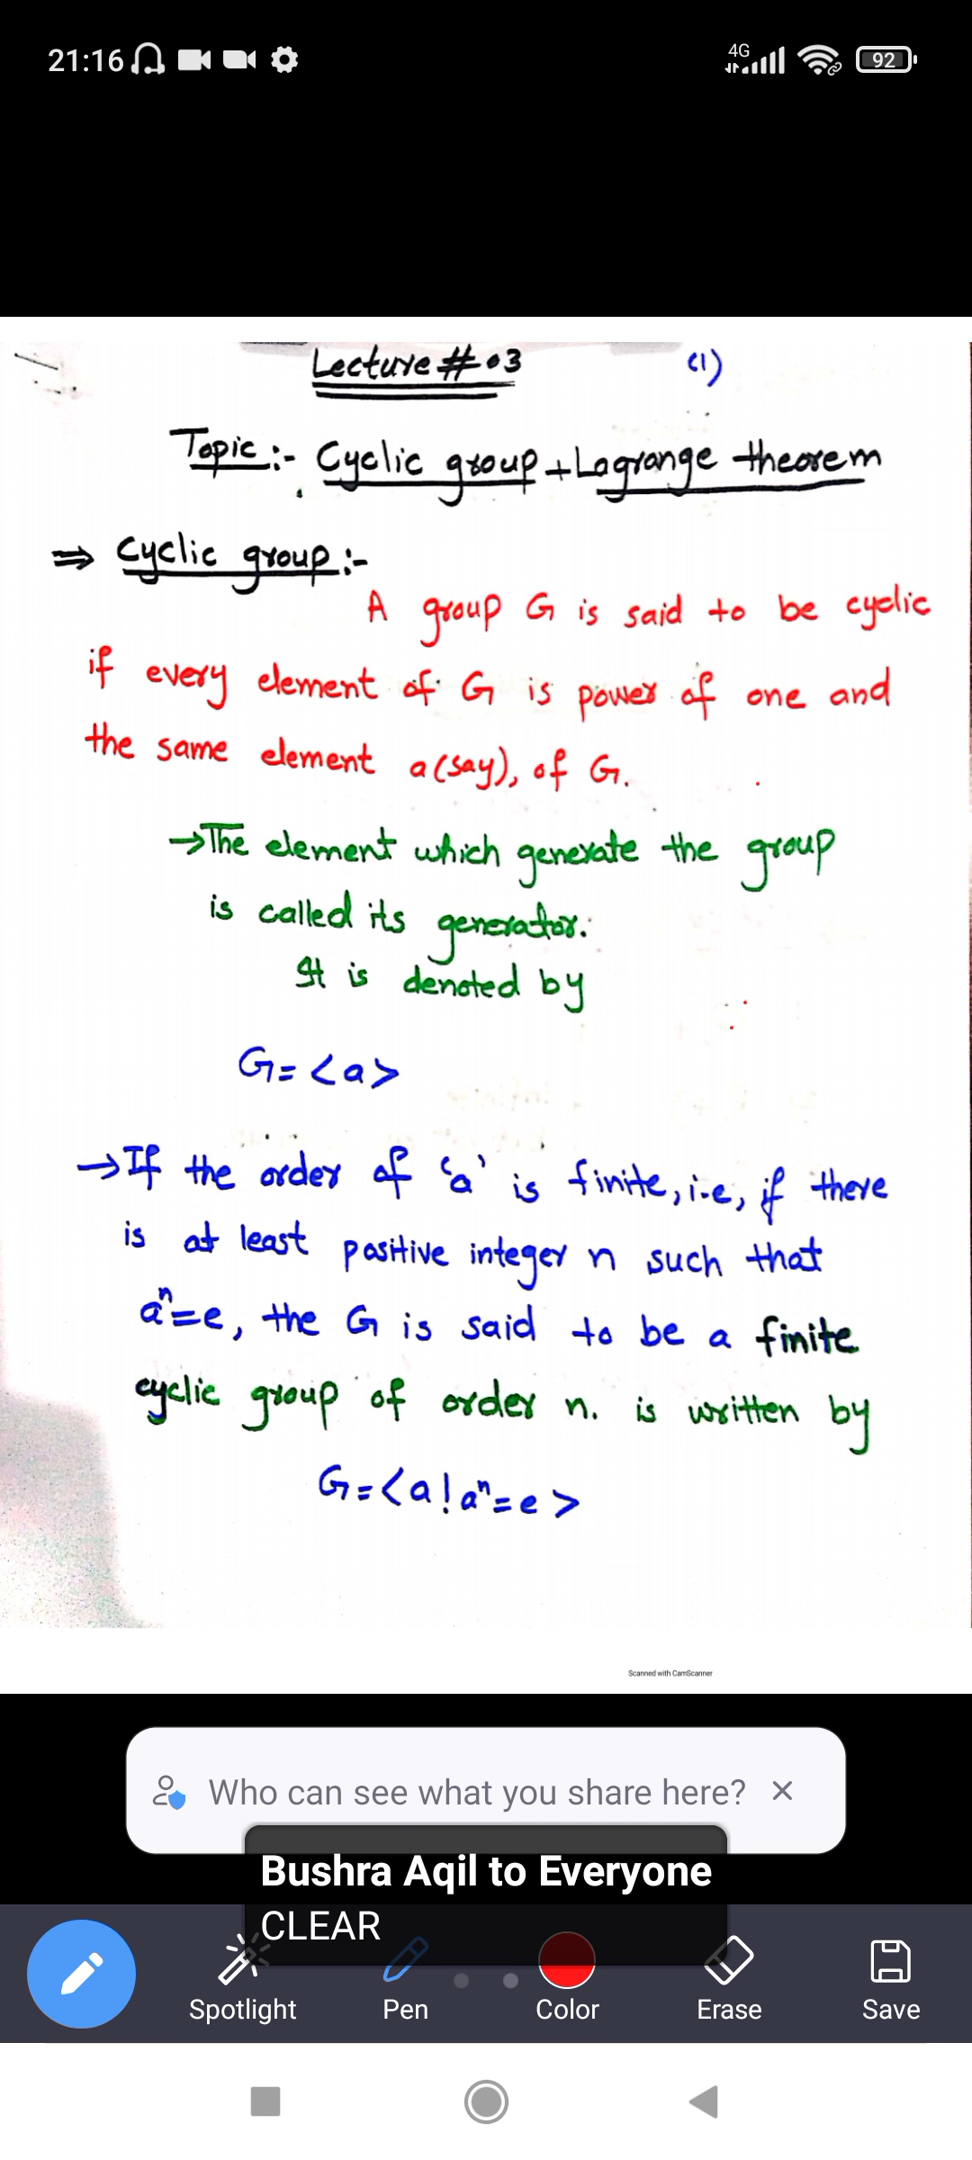 21:16
4G
92
Lecture # 03
(1)
Topic:- Cyclic group + Lagrange theorem
⇒ Cyclic group:-
A group G is said to be cyclic
if every element of G is power of one and
the same element a(say), of G.
→The element which generate the group
is called its generator.
It is denoted by
G = <a>
→If the order of 'a' is finite, i-e, if there
is at least positive integer n such that
aⁿ=e, the G is said to be a finite
cyclic group of order n. is written by
G = <a ! aⁿ = e >
Scanned with CamScanner
Who can see what you share here? ×
Bushra Aqil to Everyone
CLEAR
Spotlight
Pen
Color
Erase
Save